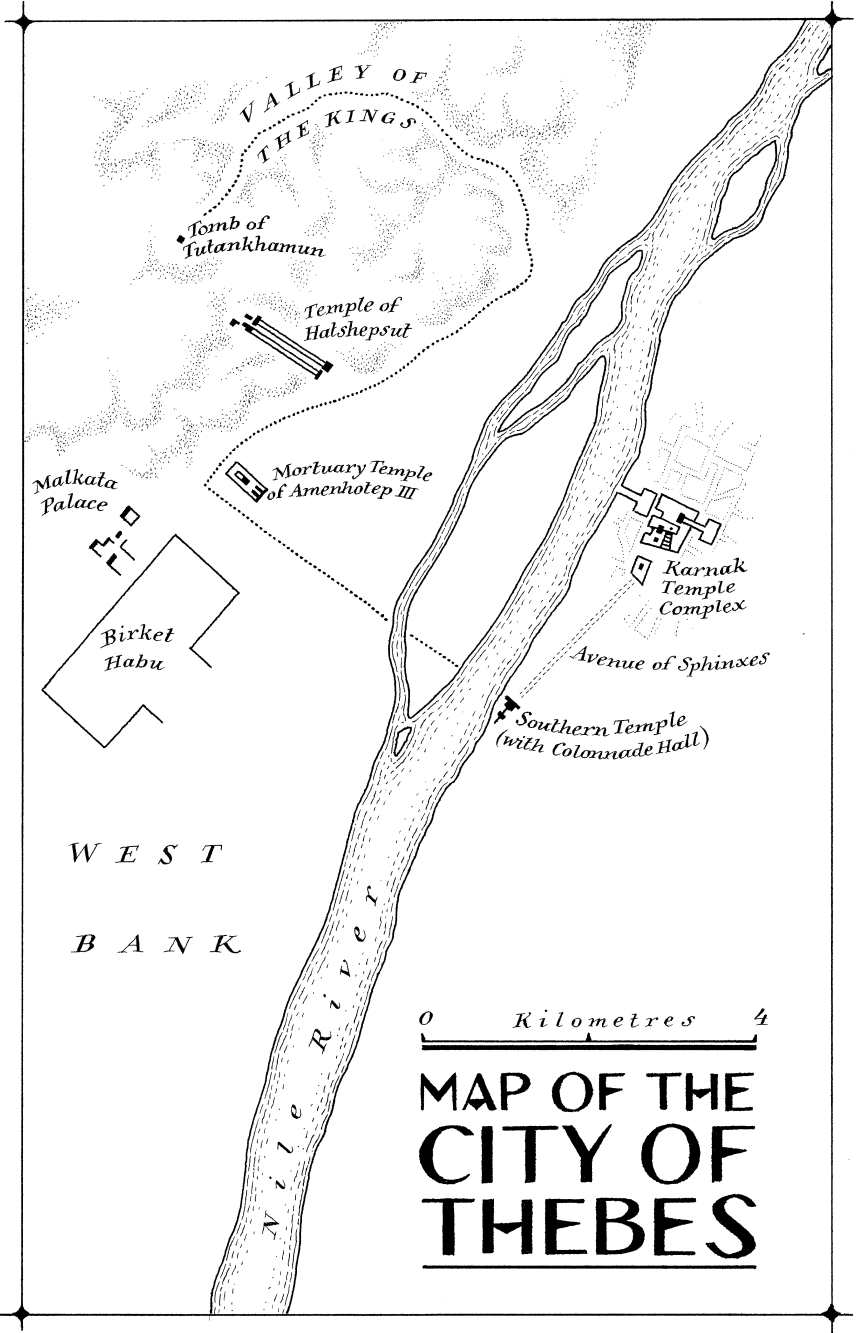 VALLEY OF
THE KINGS
Tomb of
Tutankhamun
Temple of
Hatshepsut
Malkata
Palace
Mortuary Temple
of Amenhotep III
Karnak
Temple
Complex
Birket
Habu
Avenue of Sphinxes
Southern Temple
(with Colonnade Hall)
WEST
BANK
Nile River
0 Kilometres 4
MAP OF THE
CITY OF
THEBES